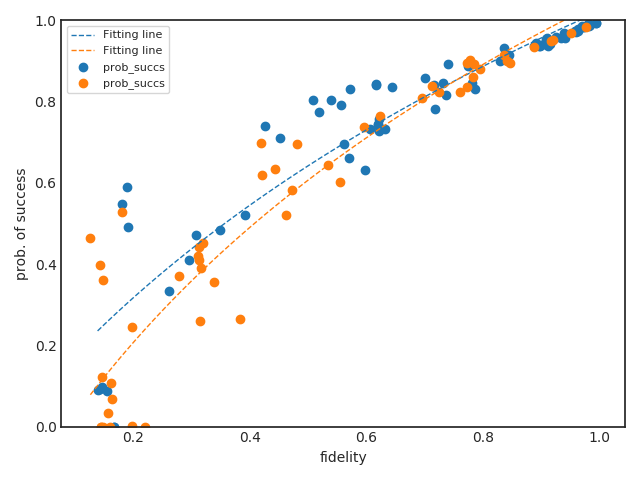 Fitting line
Fitting line
prob_succs
prob_succs
1.0
0.8
0.6
0.4
0.2
0.0
prob. of success
0.2 0.4 0.6 0.8 1.0
fidelity